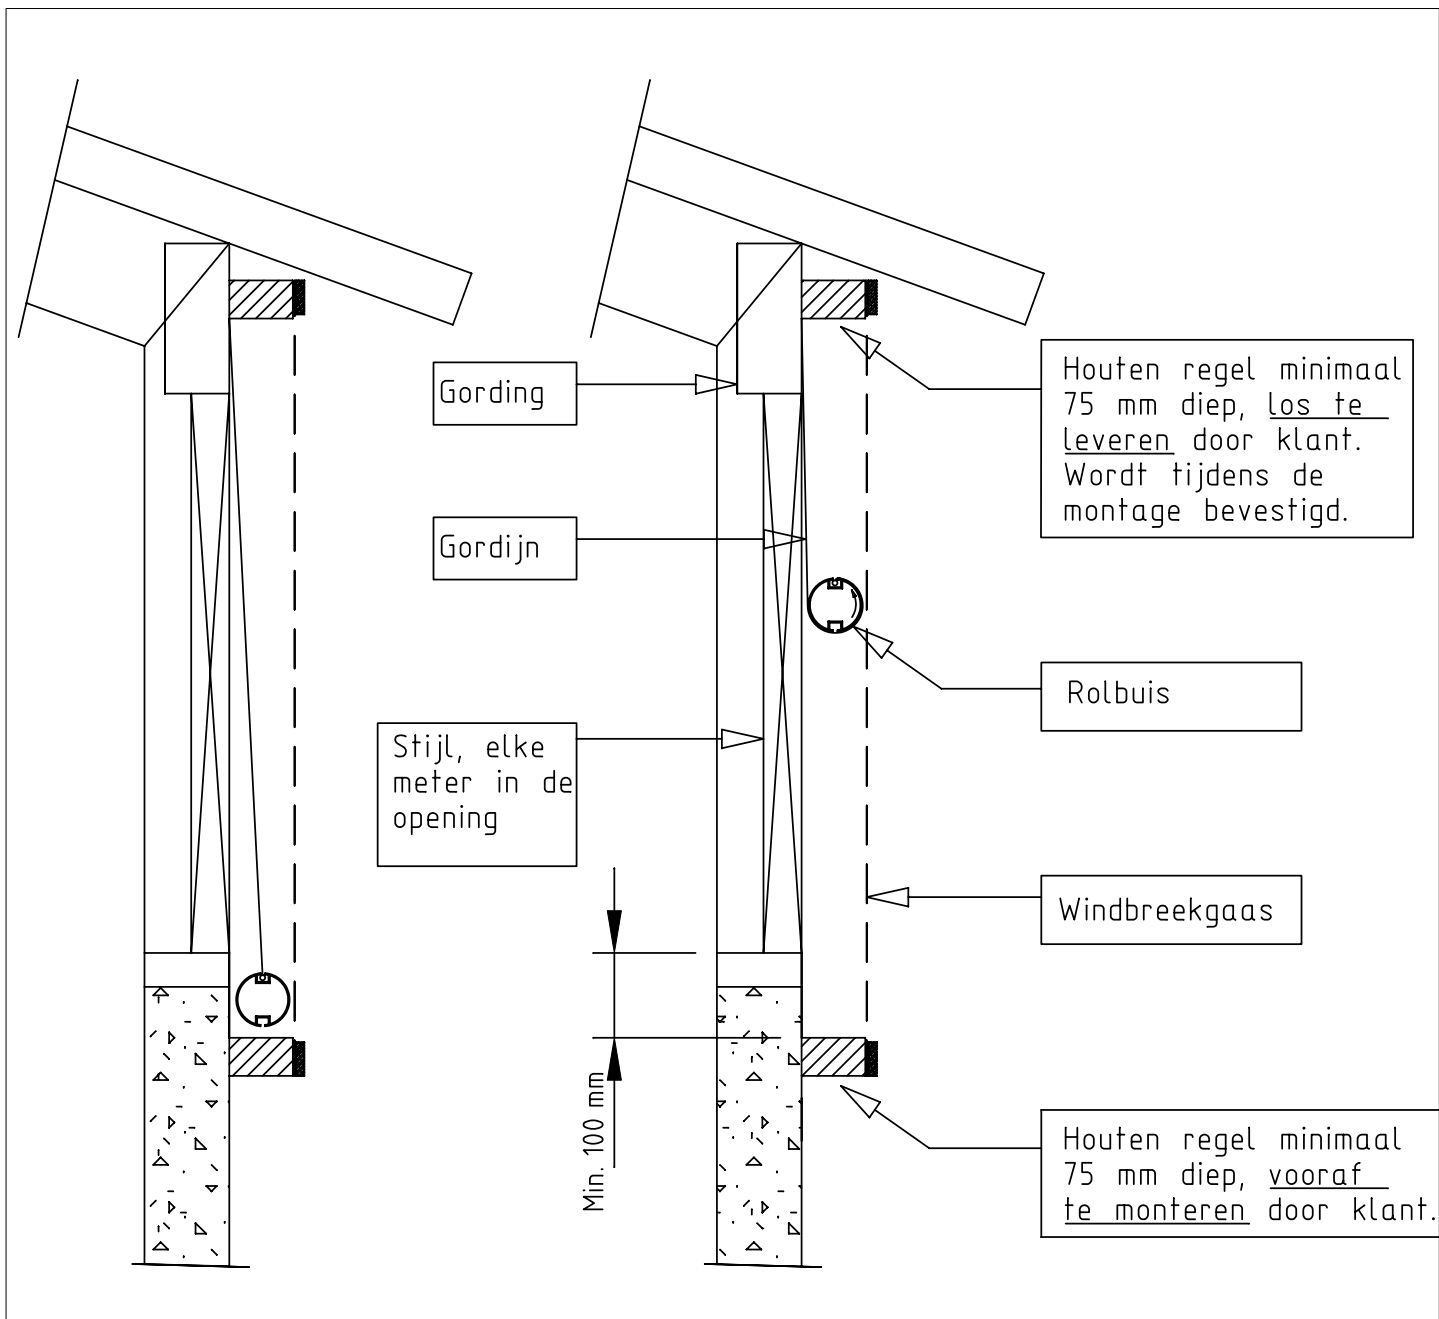 Gording
Houten regel minimaal
75 mm diep, los te
leveren door klant.
Wordt tijdens de
montage bevestigd.
Gordijn
Rolbuis
Stijl, elke
meter in de
opening
Windbreekgaas
Min. 100 mm
Houten regel minimaal
75 mm diep, vooraf
te monteren door klant.